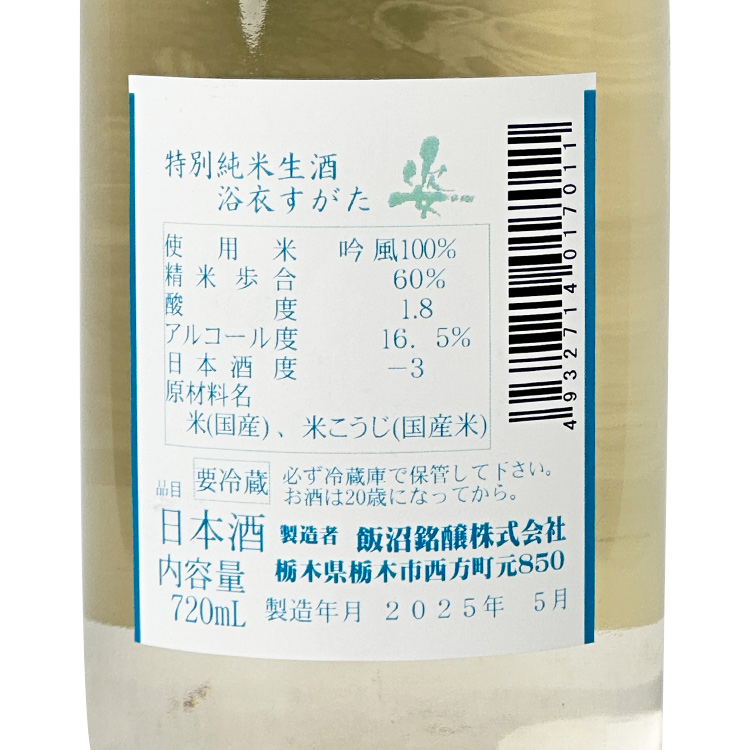 特別純米生酒
浴衣すがた
姿
使用米 吟風100%
精米歩合 60%
酸度 1.8
アルコール度 16．5%
日本酒度 －3
原材料名
米(国産)、米こうじ(国産米)
品目 要冷蔵 必ず冷蔵庫で保管して下さい。
お酒は20歳になってから。
日本酒 製造者 飯沼銘醸株式会社
内容量 栃木県栃木市西方町元850
720mL 製造年月 2025年 5月
4932714017011